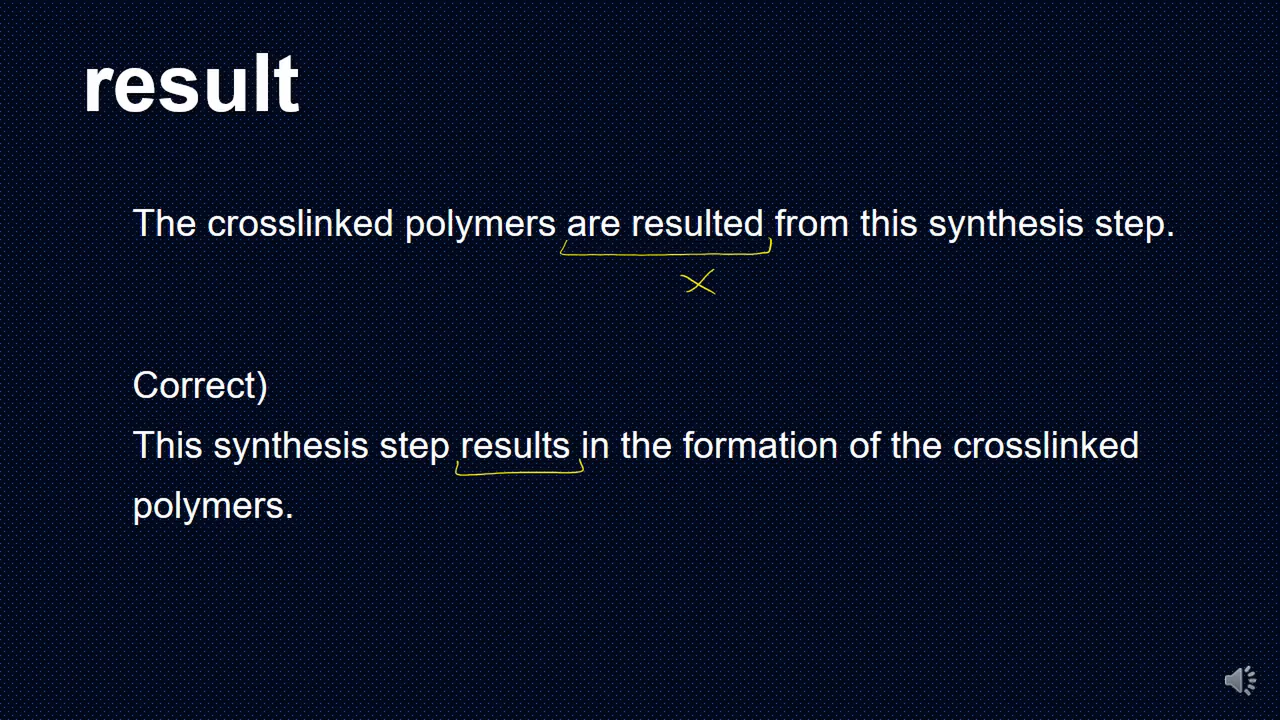 result
The crosslinked polymers are resulted from this synthesis step.
Correct)
This synthesis step results in the formation of the crosslinked
polymers.